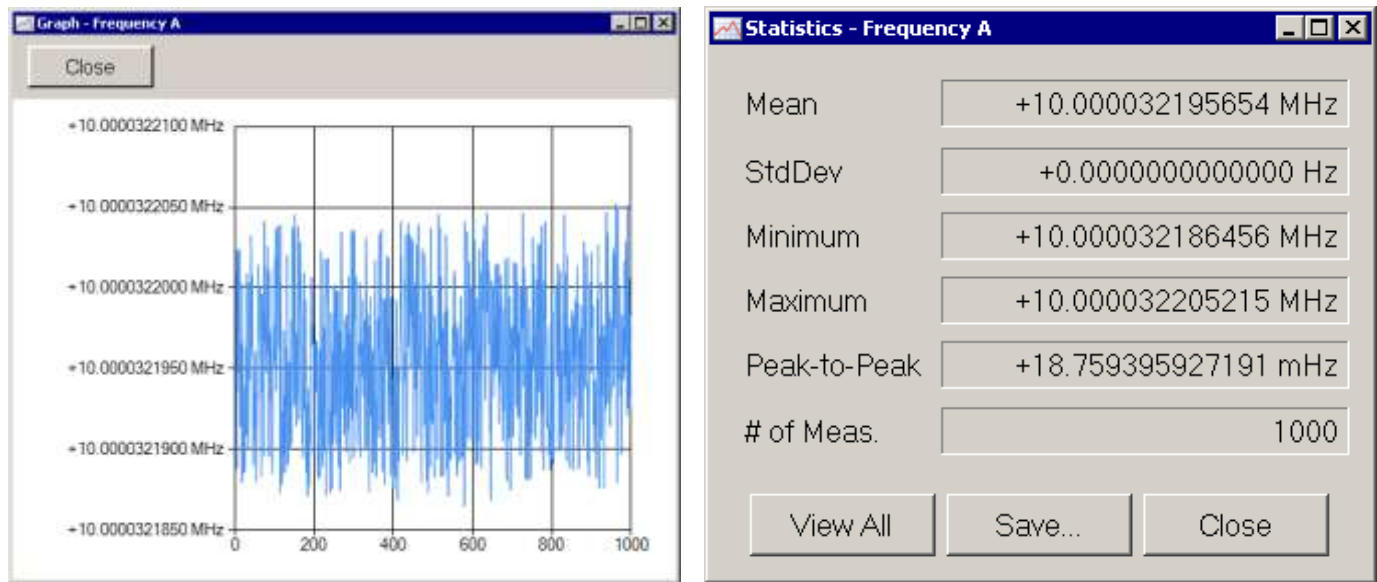 Graph - Frequency A
Close
+10.0000322100 MHz
+10.0000322050 MHz
+10.0000322000 MHz
+10.0000321950 MHz
+10.0000321900 MHz
+10.0000321850 MHz
0 200 400 600 800 1000
Statistics - Frequency A
Mean +10.000032195654 MHz
StdDev +0.0000000000000 Hz
Minimum +10.000032186456 MHz
Maximum +10.000032205215 MHz
Peak-to-Peak +18.759395927191 mHz
# of Meas. 1000
View All Save... Close